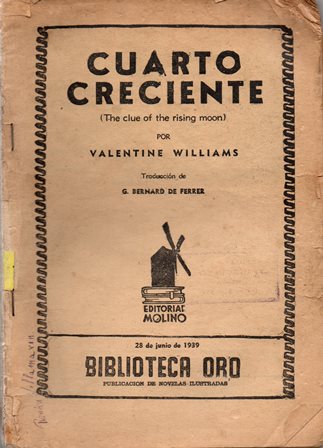 CUARTO
CRECIENTE
(The clue of the rising moon)
POR
VALENTINE WILLIAMS
Traducción de
G. BERNARD DE FERRER
EDITORIAL
MOLINO
28 de junio de 1939
BIBLIOTECA ORO
PUBLICACION DE NOVELAS ILUSTRADAS